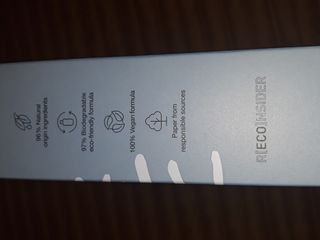 96% Natural
origin ingredients
97% Biodegradable
eco-friendly formula
100% Vegan formula
Paper from
responsible sources
R[ECO]NSIDER